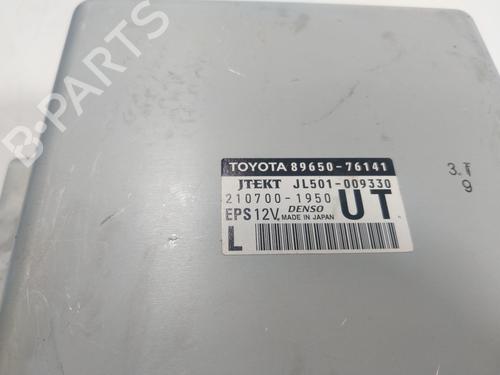 B-PARTS
TOYOTA 89650-76141
JTEKT JL501-009330
210700-1950 UT
EPS12V DENSO MADE IN JAPAN
L
3.T
9